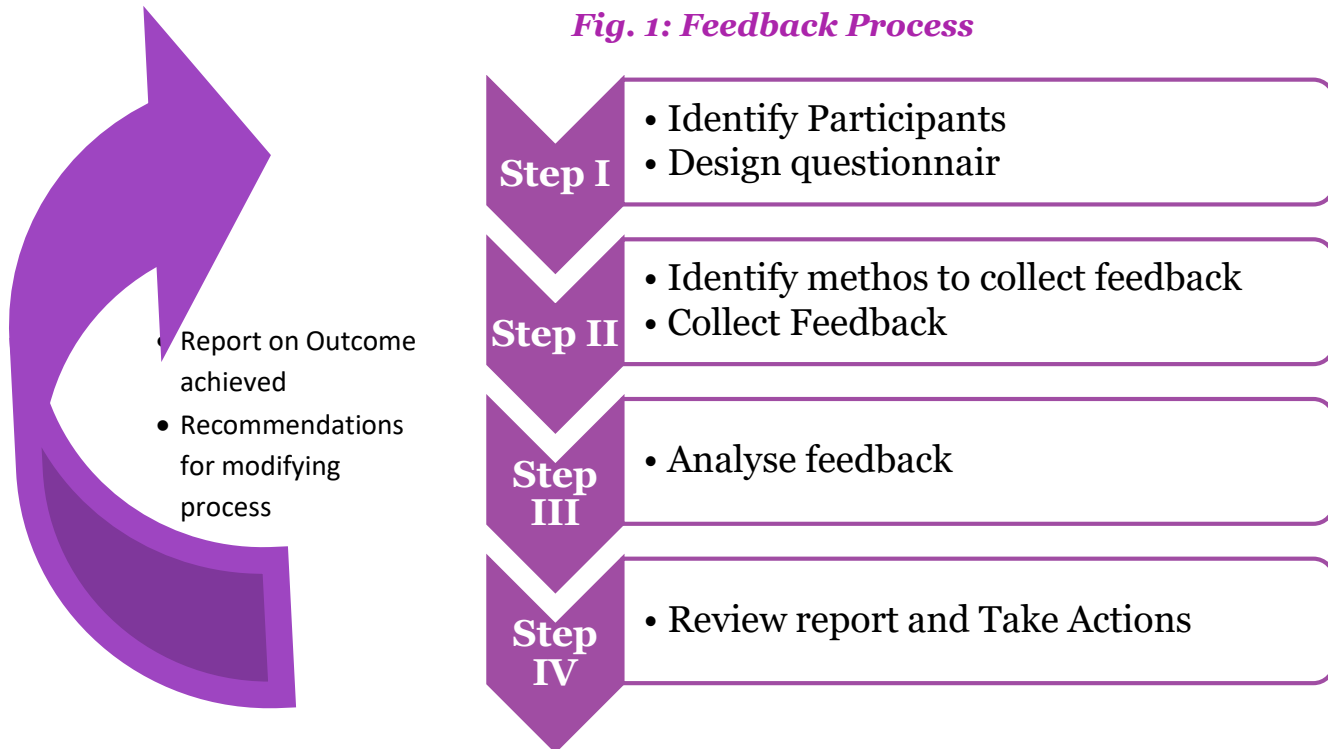 Fig. 1: Feedback Process
Step I
• Identify Participants
• Design questionnair
Step II
• Identify methos to collect feedback
• Collect Feedback
Step
III
• Analyse feedback
Step
IV
• Review report and Take Actions
• Report on Outcome
achieved
• Recommendations
for modifying
process